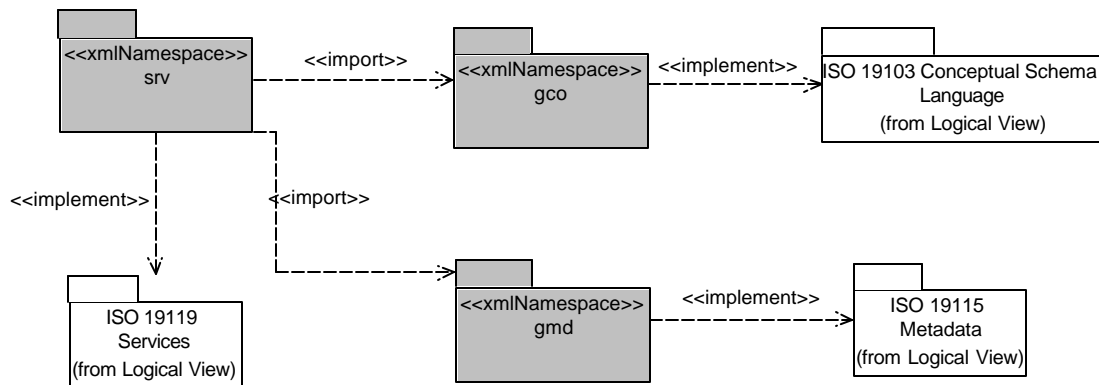 <<xmlNamespace>>
srv
<<import>>
<<xmlNamespace>>
gco
<<implement>>
ISO 19103 Conceptual Schema
Language
(from Logical View)
<<implement>>
<<import>>
ISO 19119
Services
(from Logical View)
<<xmlNamespace>>
gmd
<<implement>>
ISO 19115
Metadata
(from Logical View)